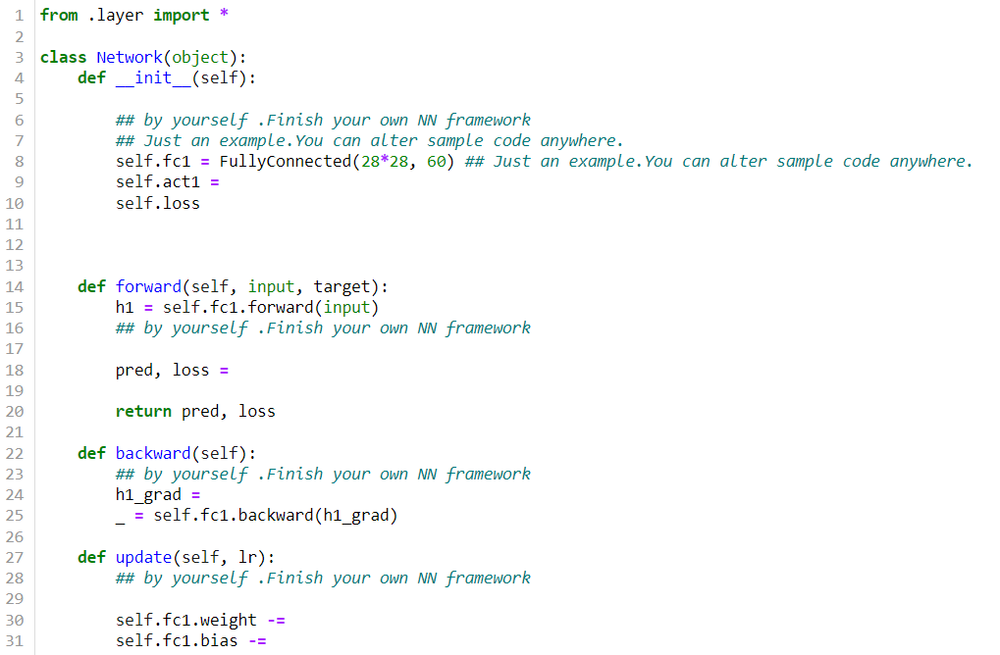 1 from .layer import *
2
3 class Network(object):
4     def __init__(self):
5
6         ## by yourself .Finish your own NN framework
7         ## Just an example.You can alter sample code anywhere.
8         self.fc1 = FullyConnected(28*28, 60) ## Just an example.You can alter sample code anywhere.
9         self.act1 =
10         self.loss
11
12
13
14     def forward(self, input, target):
15         h1 = self.fc1.forward(input)
16         ## by yourself .Finish your own NN framework
17
18         pred, loss =
19
20         return pred, loss
21
22     def backward(self):
23         ## by yourself .Finish your own NN framework
24         h1_grad =
25         _ = self.fc1.backward(h1_grad)
26
27     def update(self, lr):
28         ## by yourself .Finish your own NN framework
29
30         self.fc1.weight -=
31         self.fc1.bias -=